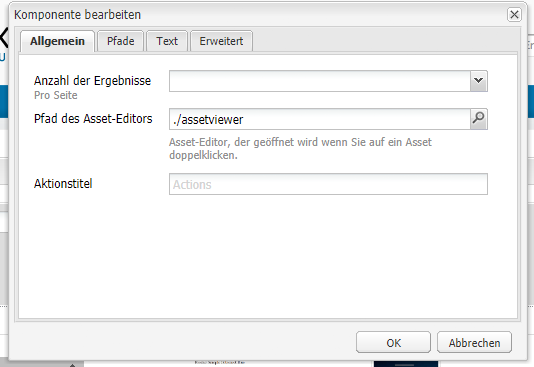 Komponente bearbeiten
Allgemein Pfade Text Erweitert
Anzahl der Ergebnisse
Pro Seite
Pfad des Asset-Editors ./assetviewer
Asset-Editor, der geöffnet wird wenn Sie auf ein Asset
doppelklicken.
Aktionstitel Actions
OK Abbrechen